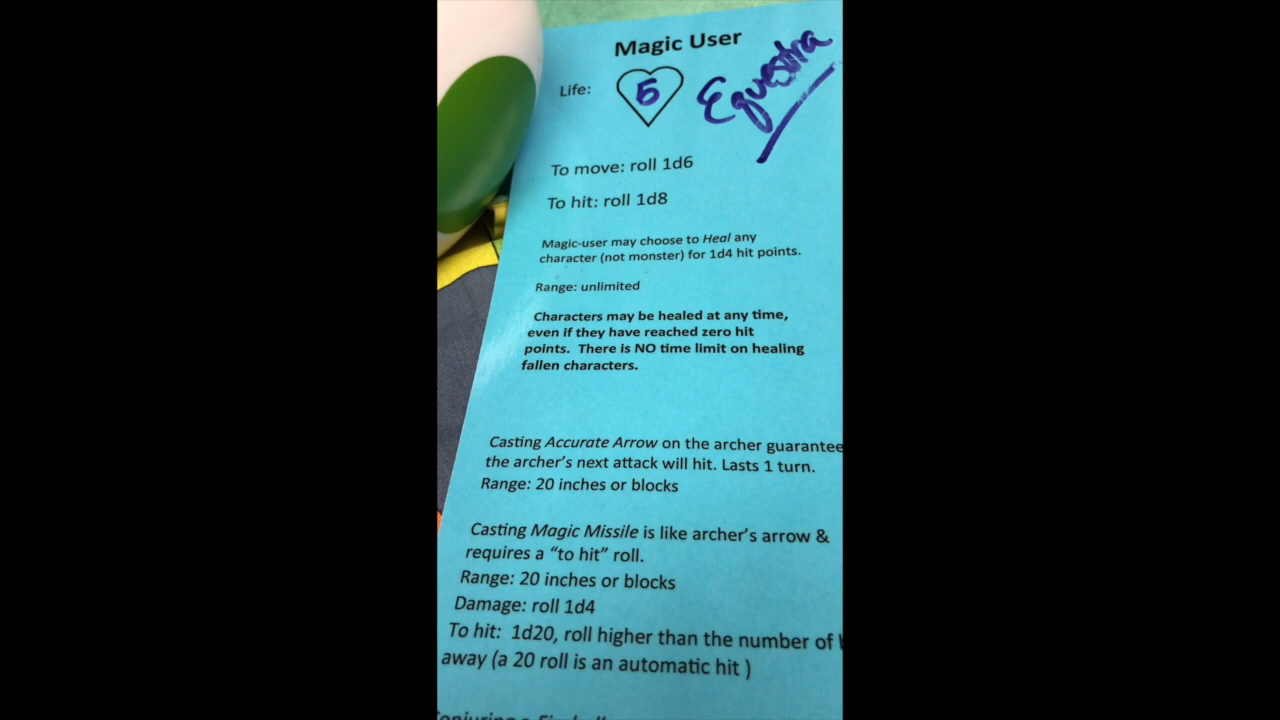 Magic User
Life: 5 Equestra
To move: roll 1d6
To hit: roll 1d8
Magic-user may choose to Heal any
character (not monster) for 1d4 hit points.
Range: unlimited
Characters may be healed at any time,
even if they have reached zero hit
points. There is NO time limit on healing
fallen characters.
Casting Accurate Arrow on the archer guarantee
the archer's next attack will hit. Lasts 1 turn.
Range: 20 inches or blocks
Casting Magic Missile is like archer's arrow &
requires a “to hit” roll.
Range: 20 inches or blocks
Damage: roll 1d4
To hit: 1d20, roll higher than the number of
away (a 20 roll is an automatic hit )